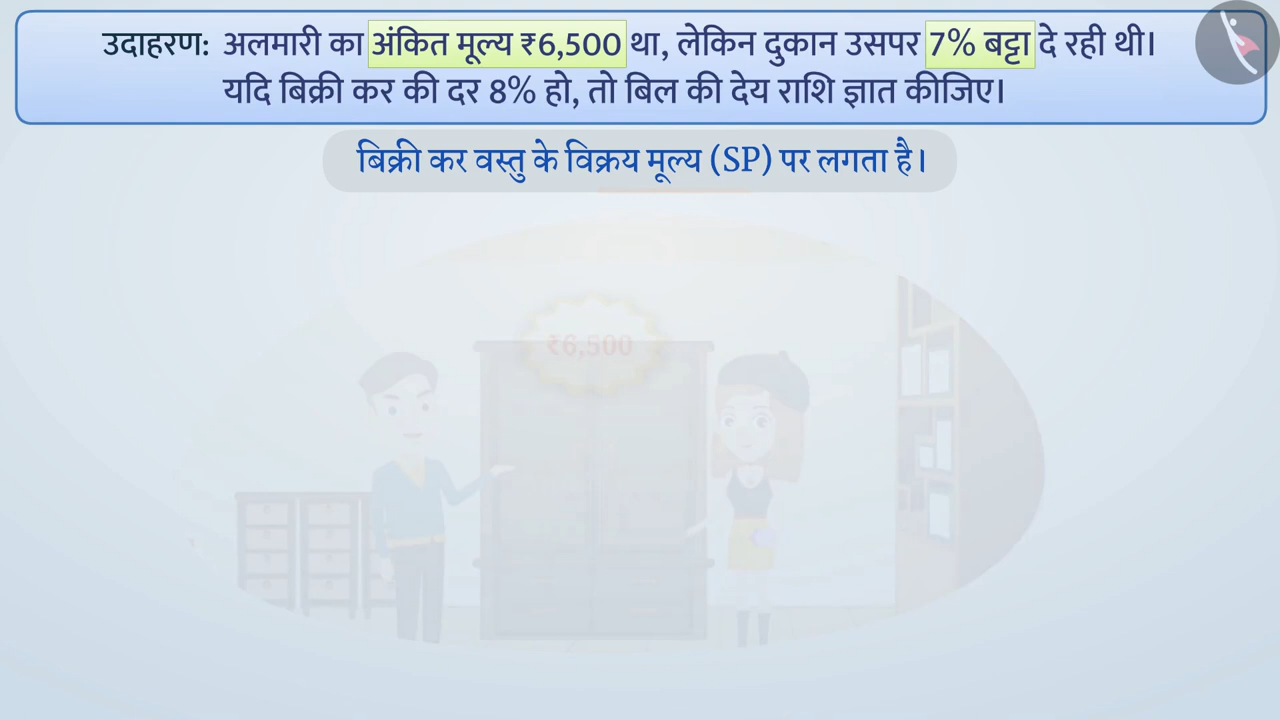 उदाहरण: अलमारी का अंकित मूल्य ₹6,500 था, लेकिन दुकान उसपर 7% बट्टा दे रही थी।
यदि बिक्री कर की दर 8% हो, तो बिल की देय राशि ज्ञात कीजिए।
बिक्री कर वस्तु के विक्रय मूल्य (SP) पर लगता है।
₹6,500